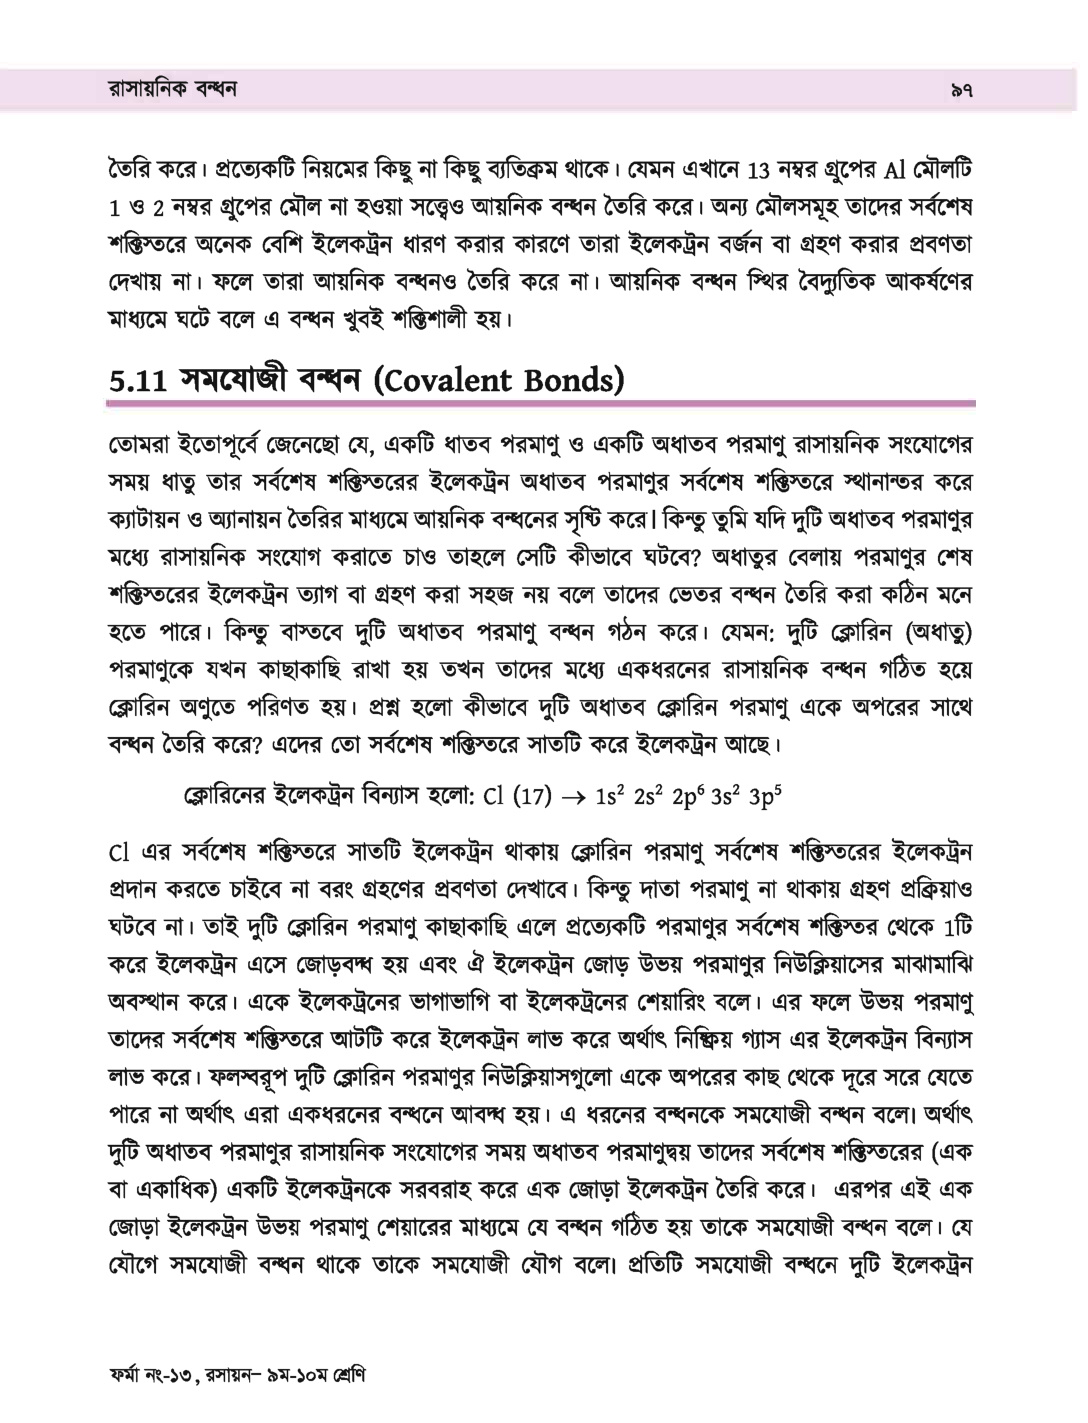 রাসায়নিক বন্ধন ৯৭
তৈরি করে। প্রত্যেকটি নিয়মের কিছু না কিছু ব্যতিক্রম থাকে। যেমন এখানে 13 নম্বর গ্রুপের Al মৌলটি
1 ও 2 নম্বর গ্রুপের মৌল না হওয়া সত্ত্বেও আয়নিক বন্ধন তৈরি করে। অন্য মৌলসমূহ তাদের সর্বশেষ
শক্তিস্তরে অনেক বেশি ইলেকট্রন ধারণ করার কারণে তারা ইলেকট্রন বর্জন বা গ্রহণ করার প্রবণতা
দেখায় না। ফলে তারা আয়নিক বন্ধনও তৈরি করে না। আয়নিক বন্ধন স্থির বৈদ্যুতিক আকর্ষণের
মাধ্যমে ঘটে বলে এ বন্ধন খুবই শক্তিশালী হয়।
5.11 সমযোজী বন্ধন (Covalent Bonds)
তোমরা ইতোপূর্বে জেনেছো যে, একটি ধাতব পরমাণু ও একটি অধাতব পরমাণু রাসায়নিক সংযোগের
সময় ধাতু তার সর্বশেষ শক্তিস্তরের ইলেকট্রন অধাতব পরমাণুর সর্বশেষ শক্তিস্তরে স্থানান্তর করে
ক্যাটায়ন ও অ্যানায়ন তৈরির মাধ্যমে আয়নিক বন্ধনের সৃষ্টি করে। কিন্তু তুমি যদি দুটি অধাতব পরমাণুর
মধ্যে রাসায়নিক সংযোগ করাতে চাও তাহলে সেটি কীভাবে ঘটবে? অধাতুর বেলায় পরমাণুর শেষ
শক্তিস্তরের ইলেকট্রন ত্যাগ বা গ্রহণ করা সহজ নয় বলে তাদের ভেতর বন্ধন তৈরি করা কঠিন মনে
হতে পারে। কিন্তু বাস্তবে দুটি অধাতব পরমাণু বন্ধন গঠন করে। যেমন: দুটি ক্লোরিন (অধাতু)
পরমাণুকে যখন কাছাকাছি রাখা হয় তখন তাদের মধ্যে একধরনের রাসায়নিক বন্ধন গঠিত হয়ে
ক্লোরিন অণুতে পরিণত হয়। প্রশ্ন হলো কীভাবে দুটি অধাতব ক্লোরিন পরমাণু একে অপরের সাথে
বন্ধন তৈরি করে? এদের তো সর্বশেষ শক্তিস্তরে সাতটি করে ইলেকট্রন আছে।
ক্লোরিনের ইলেকট্রন বিন্যাস হলো: Cl (17) → 1s² 2s² 2p⁶ 3s² 3p⁵
Cl এর সর্বশেষ শক্তিস্তরে সাতটি ইলেকট্রন থাকায় ক্লোরিন পরমাণু সর্বশেষ শক্তিস্তরের ইলেকট্রন
প্রদান করতে চাইবে না বরং গ্রহণের প্রবণতা দেখাবে। কিন্তু দাতা পরমাণু না থাকায় গ্রহণ প্রক্রিয়াও
ঘটবে না। তাই দুটি ক্লোরিন পরমাণু কাছাকাছি এলে প্রত্যেকটি পরমাণুর সর্বশেষ শক্তিস্তর থেকে 1টি
করে ইলেকট্রন এসে জোড়বদ্ধ হয় এবং ঐ ইলেকট্রন জোড় উভয় পরমাণুর নিউক্লিয়াসের মাঝামাঝি
অবস্থান করে। একে ইলেকট্রনের ভাগাভাগি বা ইলেকট্রনের শেয়ারিং বলে। এর ফলে উভয় পরমাণু
তাদের সর্বশেষ শক্তিস্তরে আটটি করে ইলেকট্রন লাভ করে অর্থাৎ নিষ্ক্রিয় গ্যাস এর ইলেকট্রন বিন্যাস
লাভ করে। ফলস্বরূপ দুটি ক্লোরিন পরমাণুর নিউক্লিয়াসগুলো একে অপরের কাছ থেকে দূরে সরে যেতে
পারে না অর্থাৎ এরা একধরনের বন্ধনে আবদ্ধ হয়। এ ধরনের বন্ধনকে সমযোজী বন্ধন বলে। অর্থাৎ
দুটি অধাতব পরমাণুর রাসায়নিক সংযোগের সময় অধাতব পরমাণুদ্বয় তাদের সর্বশেষ শক্তিস্তরের (এক
বা একাধিক) একটি ইলেকট্রনকে সরবরাহ করে এক জোড়া ইলেকট্রন তৈরি করে। এরপর এই এক
জোড়া ইলেকট্রন উভয় পরমাণু শেয়ারের মাধ্যমে যে বন্ধন গঠিত হয় তাকে সমযোজী বন্ধন বলে। যে
যৌগে সমযোজী বন্ধন থাকে তাকে সমযোজী যৌগ বলে। প্রতিটি সমযোজী বন্ধনে দুটি ইলেকট্রন
ফর্মা নং-১৩, রসায়ন– ৯ম-১০ম শ্রেণি